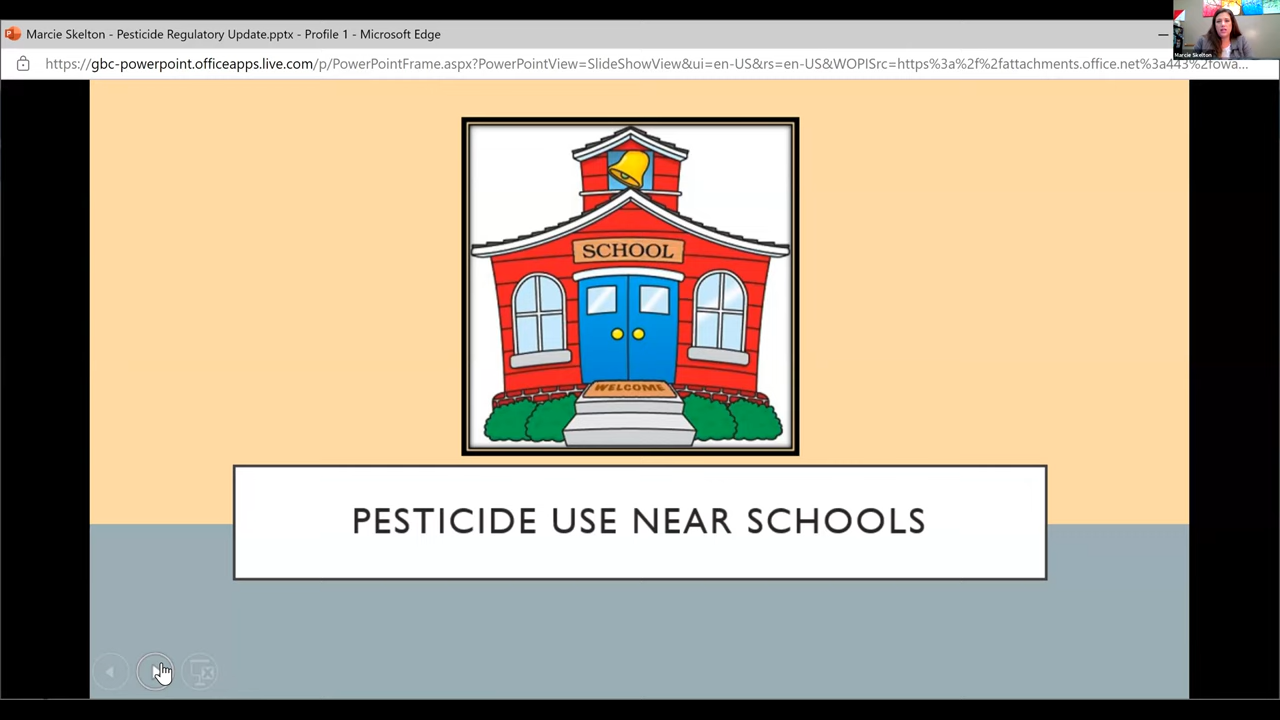 Marcie Skelton - Pesticide Regulatory Update.pptx - Profile 1 - Microsoft Edge
Marcie Skelton
https://gbc-powerpoint.officeapps.live.com/p/PowerPointFrame.aspx?PowerPointView=SlideShowView&ui=en-US&rs=en-US&WOPISrc=https%3a%2f%2fattachments.office.net%3a443%2fowa...
SCHOOL
WELCOME
PESTICIDE USE NEAR SCHOOLS